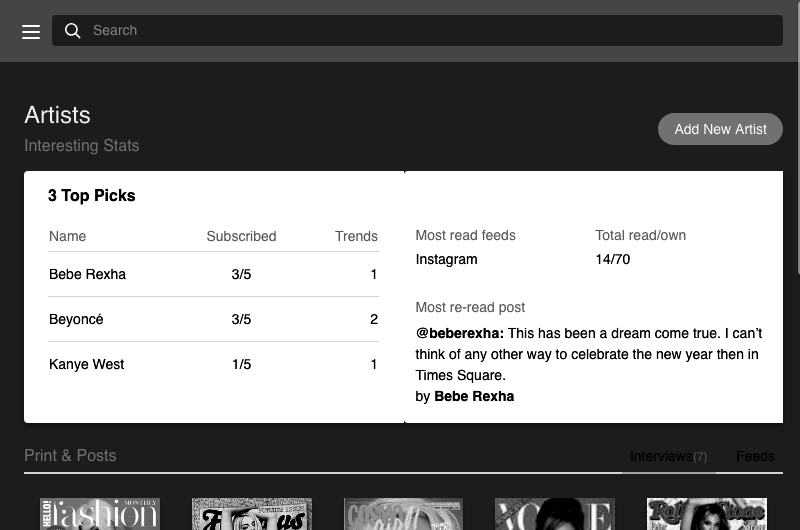 Search
Artists
Interesting Stats
Add New Artist
3 Top Picks
Name Subscribed Trends
Bebe Rexha 3/5 1
Beyoncé 3/5 2
Kanye West 1/5 1
Most read feeds Total read/own
Instagram 14/70
Most re-read post
@beberexha: This has been a dream come true. I can't
think of any other way to celebrate the new year then in
Times Square.
by Bebe Rexha
Print & Posts Interviews(7) Feeds
HELLO! MONTHLY
fashion
COSMO
girl!
VOGUE
Rolling Stone